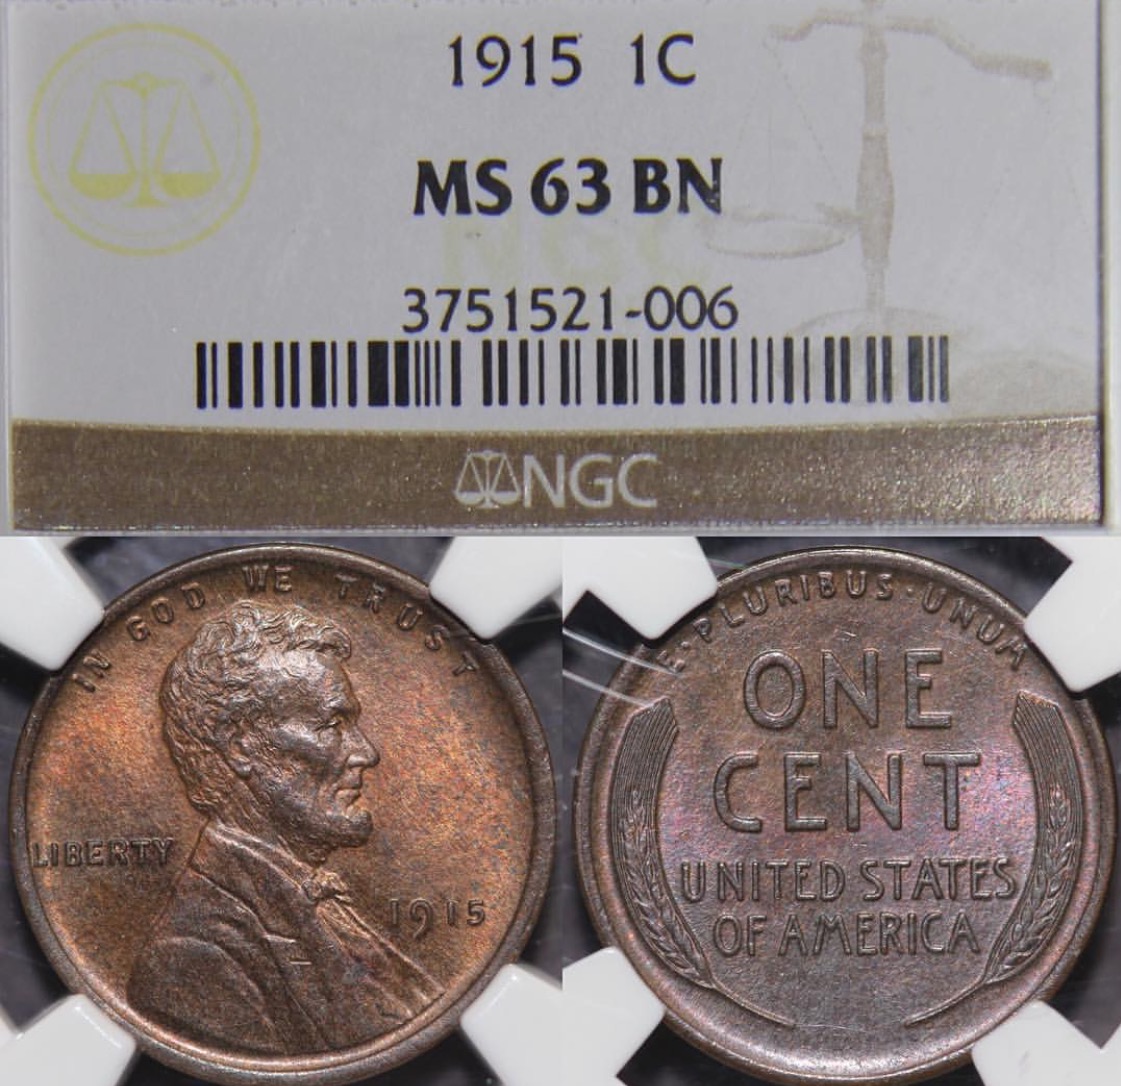 1915 1C
MS 63 BN
NGC
3751521-006
NGC
IN GOD WE TRUST
LIBERTY
1915
E·PLURIBUS·UNUM
ONE
CENT
UNITED STATES
OF AMERICA